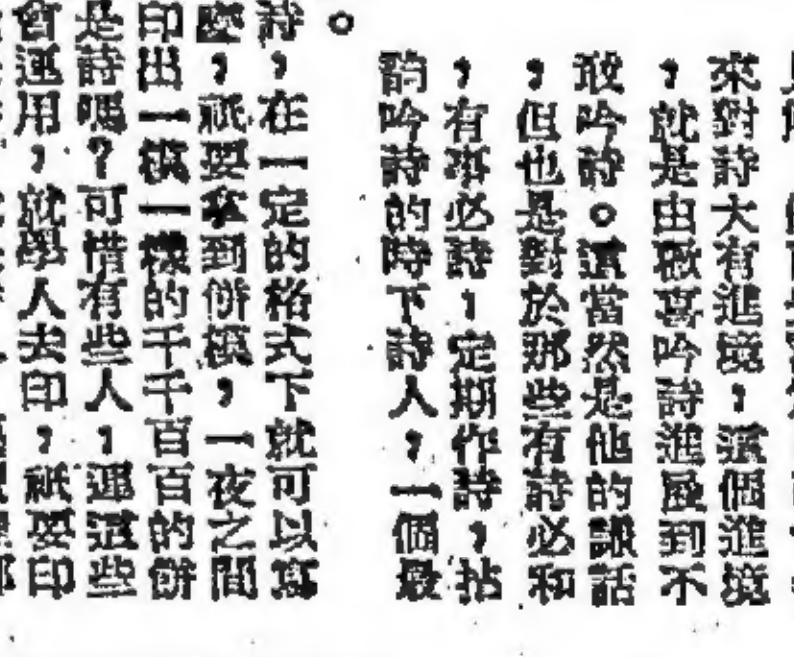 來對詩大有進境,這個進境
,就是由敢寫吟詩進展到不
敢吟詩。這當然是他的謙話
,但也是對於那些有詩必和
,有事必詩,定期作詩,拈
韵吟詩的時下詩人,一個最
。
詩,在一定的格式下就可以寫
麼,祇要拿到餅模,一夜之間
印出一模一樣的千千百百的餅
是詩嗎?可惜有些人,連這些
會運用,就學人去印,祇要印